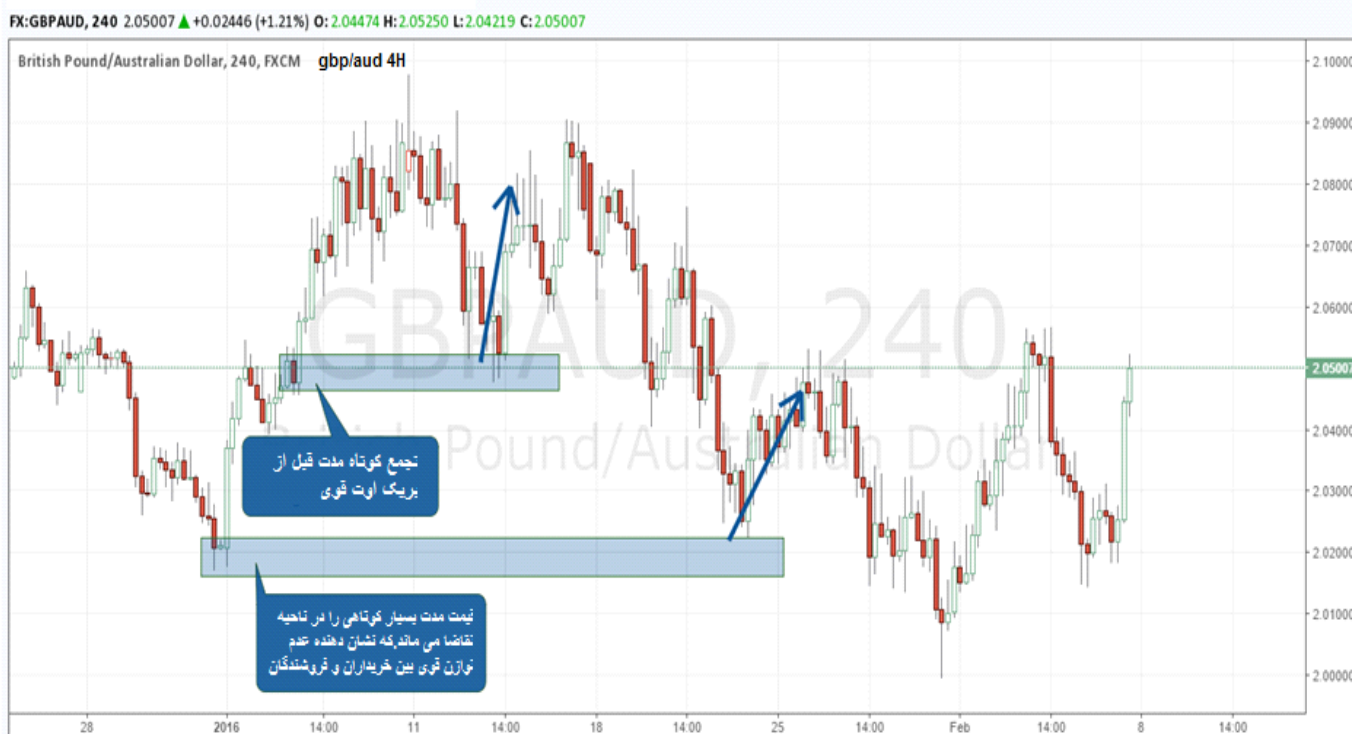 FX:GBPAUD, 240 2.05007 ▲ +0.02446 (+1.21%) O: 2.04474 H: 2.05250 L: 2.04219 C: 2.05007
British Pound/Australian Dollar, 240, FXCM gbp/aud 4H
2.10000
2.09000
2.08000
2.07000
2.06000
2.05007
2.04000
2.03000
2.02000
2.01000
2.00000
GBPAUD, 240
British Pound/Australian Dollar
تجمع کوتاه مدت قبل از
بریک اوت قوی
قیمت مدت بسیار کوتاهی را در ناحیه
تقاضا می ماند.که نشان دهنده عدم
توازن قوی بین خریداران و فروشندگان
28 2016 14:00 11 14:00 18 14:00 25 14:00 Feb 14:00 8 14:00